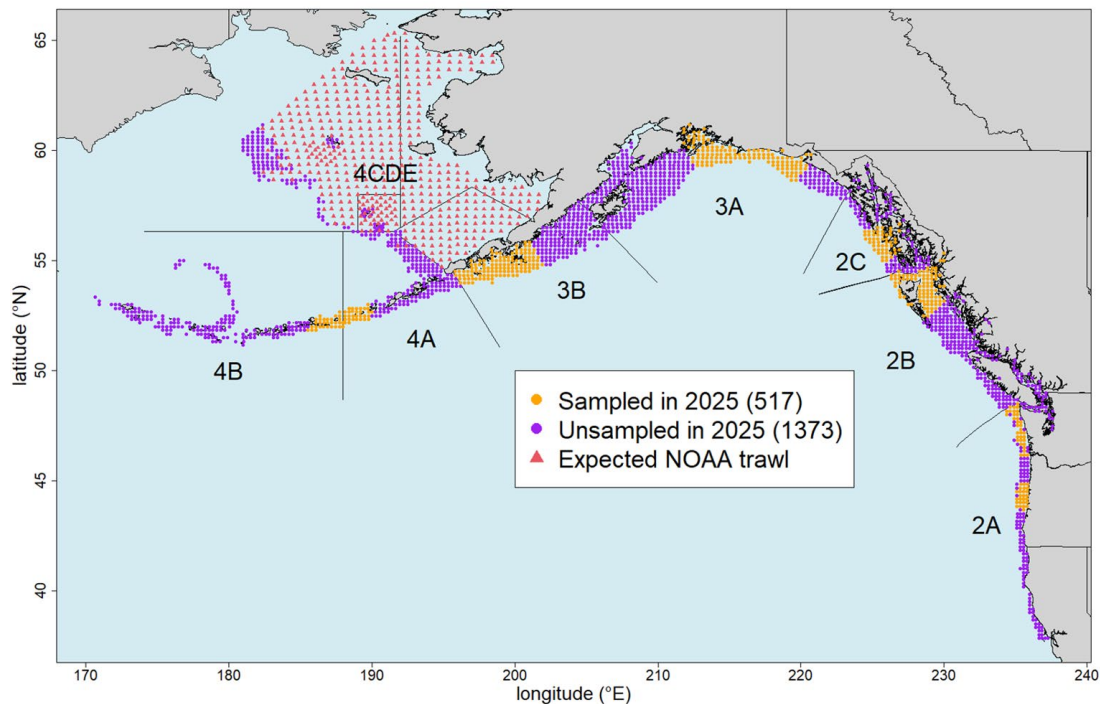 65
60
55
50
45
40
latitude (°N)
4CDE
3A
2C
3B
4A
4B
2B
2A
Sampled in 2025 (517)
Unsampled in 2025 (1373)
Expected NOAA trawl
170
180
190
200
210
220
230
240
longitude (°E)